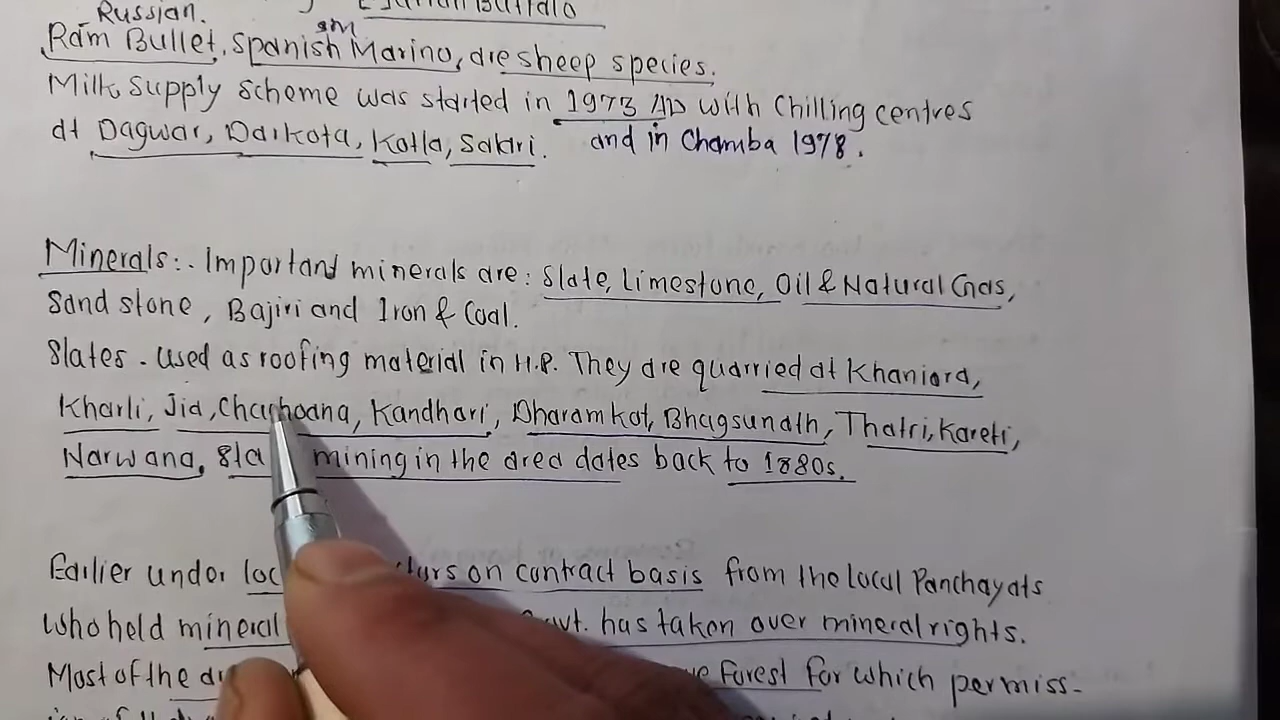 Russian.
sm
Ram Bullet, Spanish Marino, are sheep species.
Milk Supply Scheme was started in 1973 AD with Chilling centres
at Dagwar, Darkota, Kotla, Sakri. and in Chamba 1978.
Minerals:. Important minerals are: Slate, Limestone, Oil & Natural Gas,
Sand stone, Bajiri and Iron & Coal.
Slates - Used as roofing material in H.P. They are quarried at Khaniara,
Kharli, Jia, Kandhari, Dharamkot, Bhagsunath, Thatri, Kareti,
Narwana, mining in the area dates back to 1880s.
Earlier under on contract basis from the local Panchayats
who held mineral has taken over mineral rights.
Most of the Forest for which permiss-